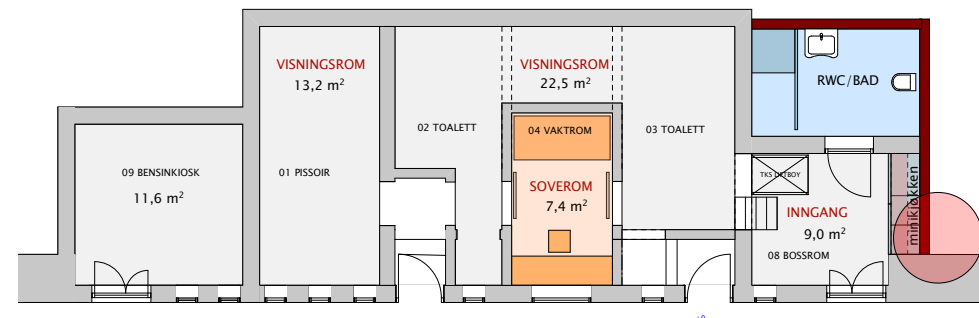 VISNINGSROM
13,2 m²
VISNINGSROM
22,5 m²
RWC/BAD
02 TOALETT
04 VAKTROM
03 TOALETT
09 BENSINKIOSK
11,6 m²
01 PISSOIR
SOVEROM
7,4 m²
TKS
INNGANG
9,0 m²
08 BOSSROM
minikjøkken